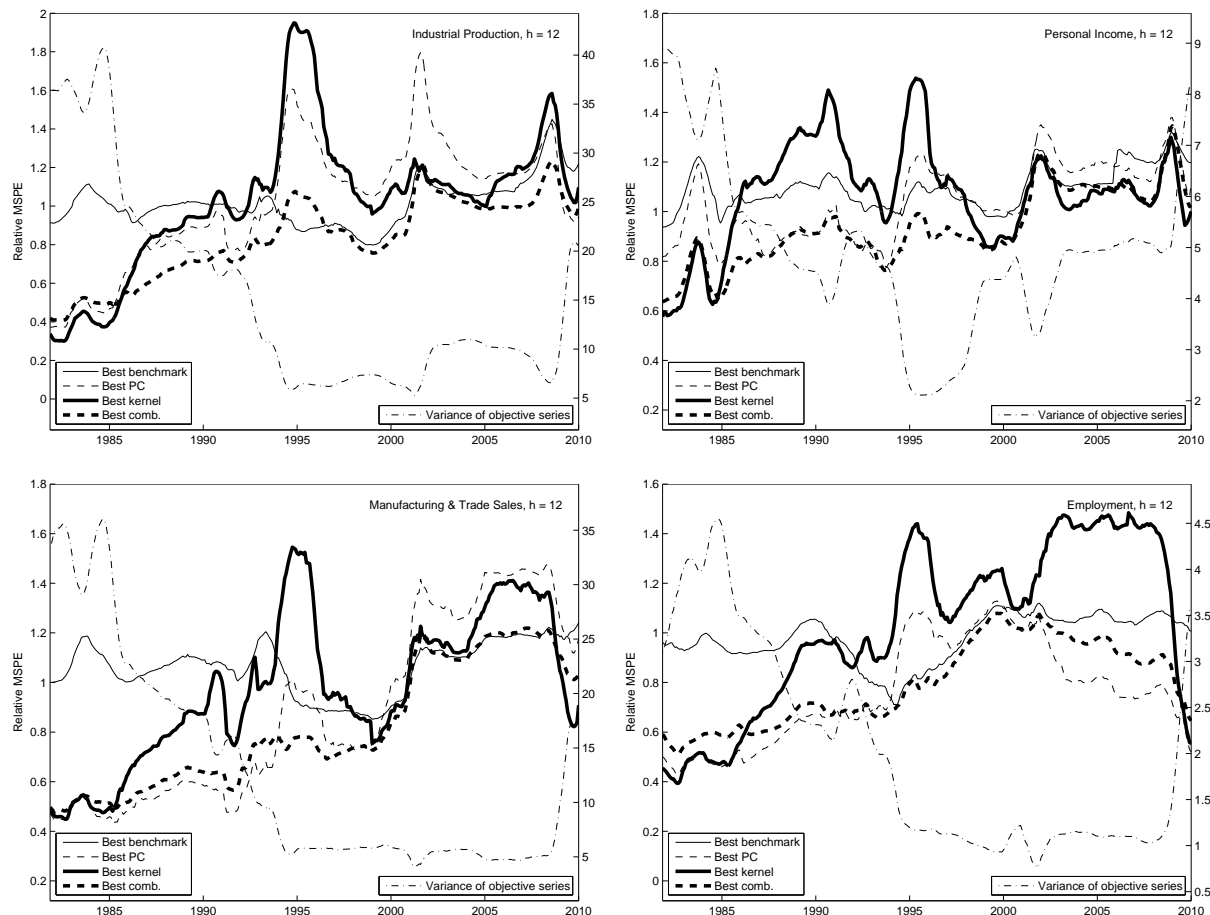 Industrial Production, h = 12
Relative MSPE
2
1.8
1.6
1.4
1.2
1
0.8
0.6
0.4
0.2
0
40
35
30
25
20
15
10
5
Best benchmark
Best PC
Best kernel
Best comb.
Variance of objective series
1985 1990 1995 2000 2005 2010
Personal Income, h = 12
Relative MSPE
1.8
1.6
1.4
1.2
1
0.8
0.6
0.4
0.2
9
8
7
6
5
4
3
2
Best benchmark
Best PC
Best kernel
Best comb.
Variance of objective series
1985 1990 1995 2000 2005 2010
Manufacturing & Trade Sales, h = 12
Relative MSPE
1.8
1.6
1.4
1.2
1
0.8
0.6
0.4
0.2
35
30
25
20
15
10
5
Best benchmark
Best PC
Best kernel
Best comb.
Variance of objective series
1985 1990 1995 2000 2005 2010
Employment, h = 12
Relative MSPE
1.6
1.4
1.2
1
0.8
0.6
0.4
0.2
0
4.5
4
3.5
3
2.5
2
1.5
1
0.5
Best benchmark
Best PC
Best kernel
Best comb.
Variance of objective series
1985 1990 1995 2000 2005 2010